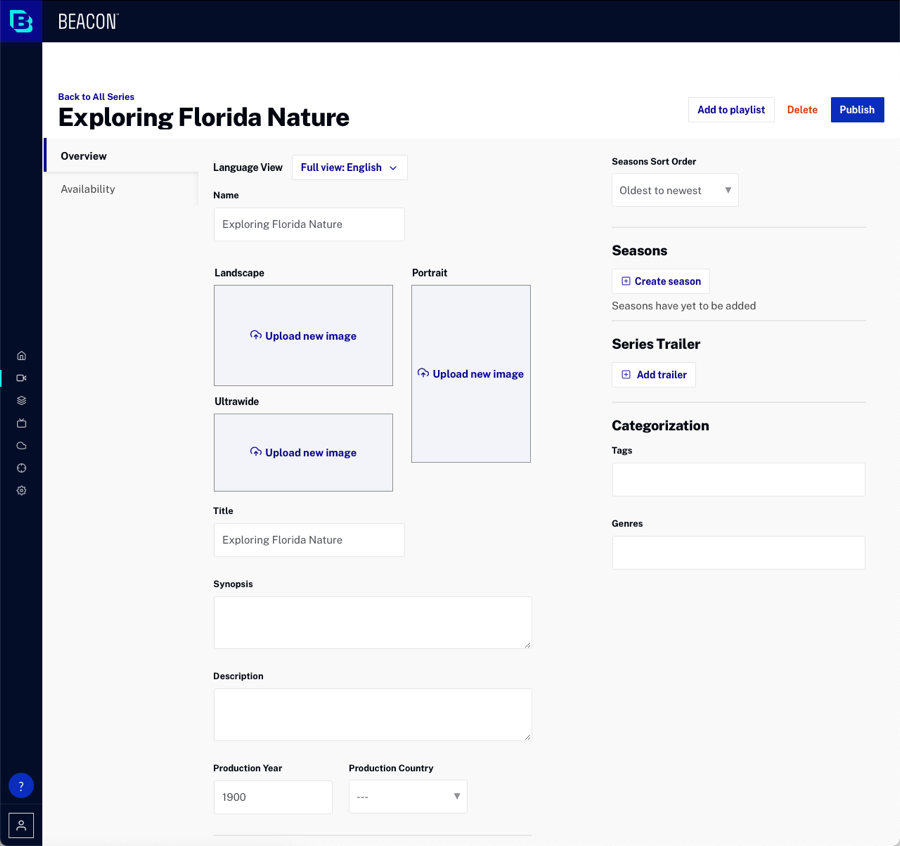 BEACON
Back to All Series
Exploring Florida Nature
Add to playlist
Delete
Publish
Overview
Availability
Language View
Full view: English
Name
Exploring Florida Nature
Landscape
Upload new image
Portrait
Upload new image
Ultrawide
Upload new image
Title
Exploring Florida Nature
Synopsis
Description
Production Year
1900
Production Country
---
Seasons Sort Order
Oldest to newest
Seasons
Create season
Seasons have yet to be added
Series Trailer
Add trailer
Categorization
Tags
Genres
?